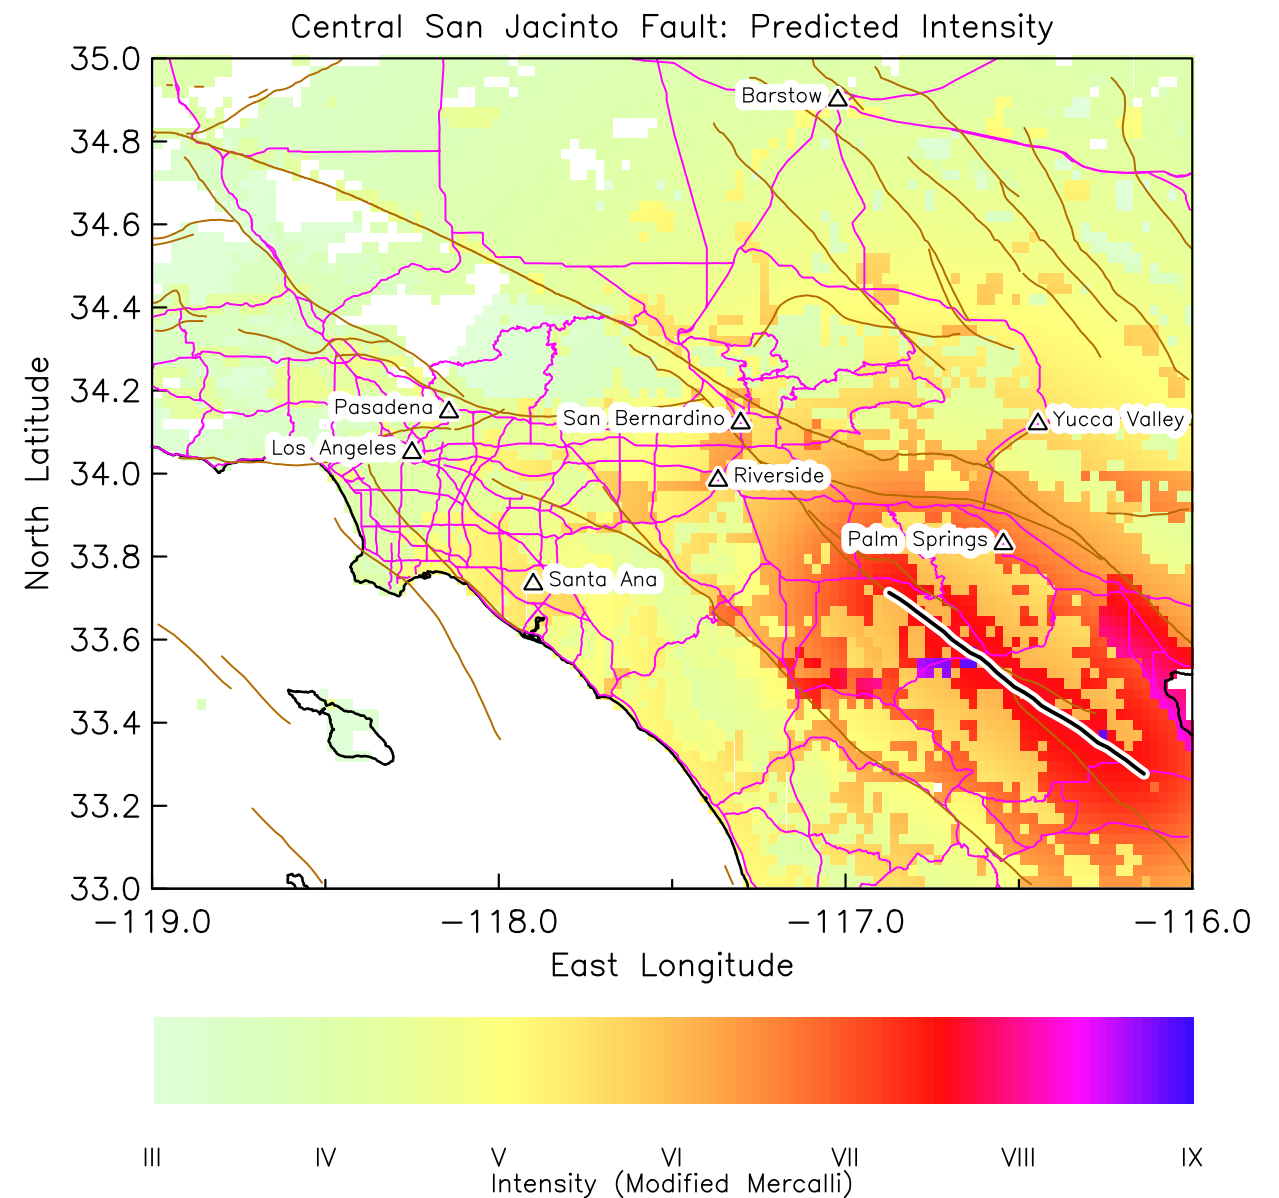 Central San Jacinto Fault: Predicted Intensity
35.0
34.8
34.6
34.4
34.2
34.0
33.8
33.6
33.4
33.2
33.0
North Latitude
Barstow
Pasadena
San Bernardino
Yucca Valley
Los Angeles
Riverside
Palm Springs
Santa Ana
−119.0
−118.0
−117.0
−116.0
East Longitude
III
IV
V
VI
VII
VIII
IX
Intensity (Modified Mercalli)